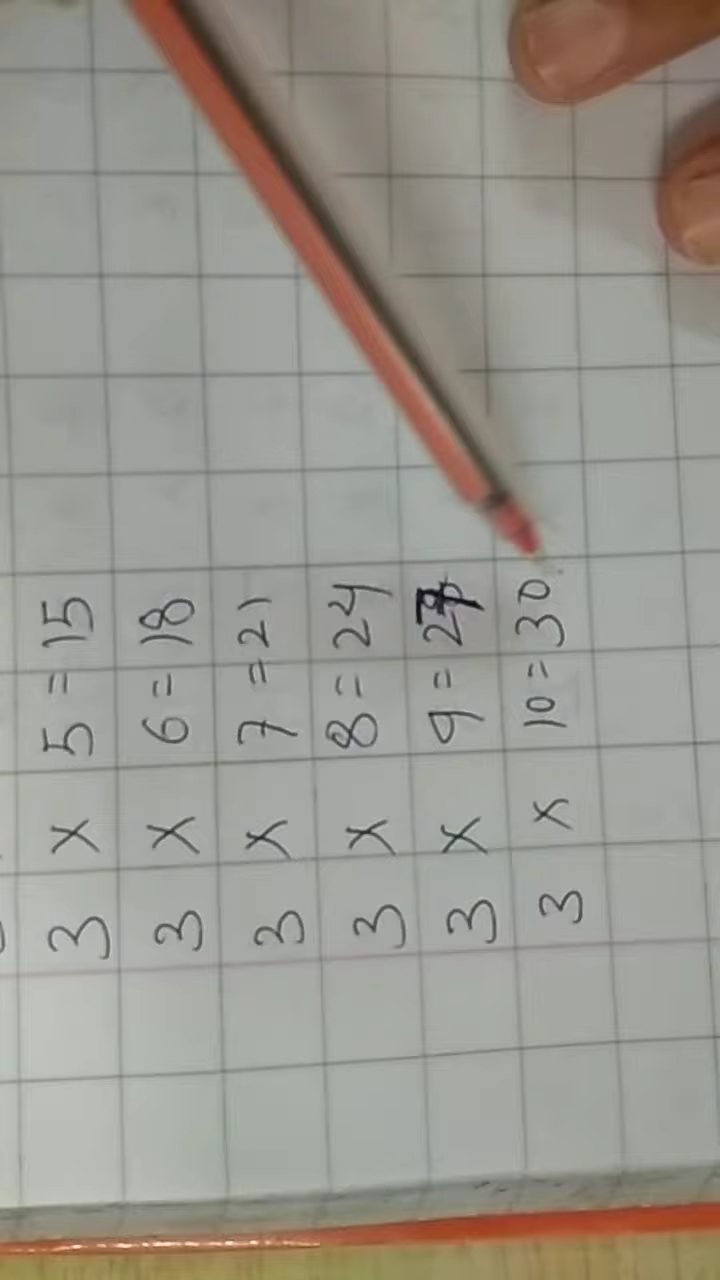 3 x 5 = 15
3 x 6 = 18
3 x 7 = 21
3 x 8 = 24
3 x 9 = 27
3 x 10 = 30